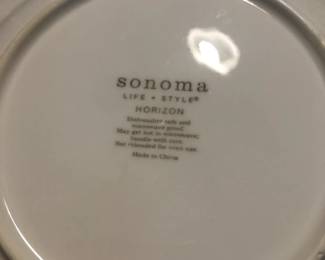 sonoma
LIFE + STYLE®
HORIZON
Dishwasher safe and
microwave proof.
May get hot in microwave;
handle with care.
Not intended for oven use.
Made in China